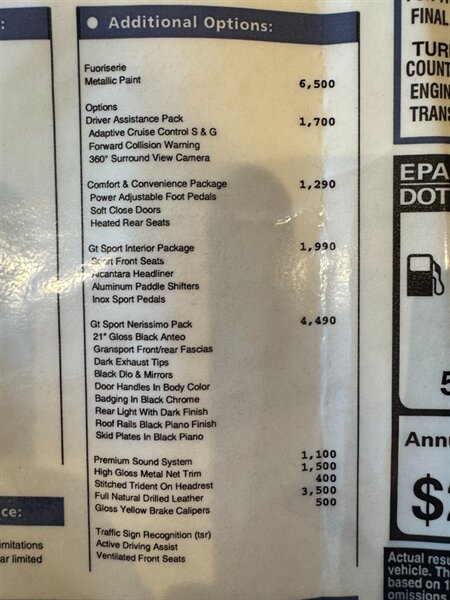 :
● Additional Options:
Fuoriserie
Metallic Paint 6,500
Options
Driver Assistance Pack 1,700
Adaptive Cruise Control S & G
Forward Collision Warning
360° Surround View Camera
Comfort & Convenience Package 1,290
Power Adjustable Foot Pedals
Soft Close Doors
Heated Rear Seats
Gt Sport Interior Package 1,990
Sport Front Seats
Alcantara Headliner
Aluminum Paddle Shifters
Inox Sport Pedals
Gt Sport Nerissimo Pack 4,490
21" Gloss Black Anteo
Gransport Front/rear Fascias
Dark Exhaust Tips
Black Dlo & Mirrors
Door Handles In Body Color
Badging In Black Chrome
Rear Light With Dark Finish
Roof Rails Black Piano Finish
Skid Plates In Black Piano
Premium Sound System 1,100
High Gloss Metal Net Trim 1,500
Stitched Trident On Headrest 400
Full Natural Drilled Leather 3,500
Gloss Yellow Brake Calipers 500
Traffic Sign Recognition (tsr)
Active Driving Assist
Ventilated Front Seats
ce:
imitations
ar limited
FINAL
TUR
COUNT
ENGIN
TRANS
EPA
DOT
5
Annu
$2
Actual resu
vehicle. Th
based on 1
omissions